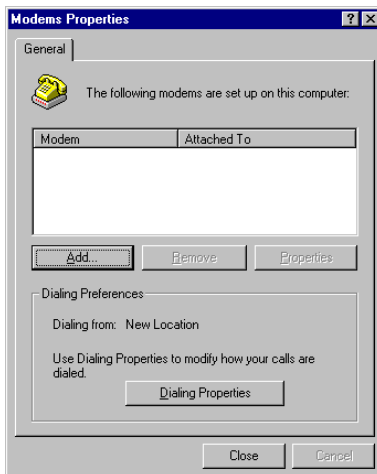 Modems Properties
General
The following modems are set up on this computer:
Modem Attached To
Add... Remove Properties
Dialing Preferences
Dialing from: New Location
Use Dialing Properties to modify how your calls are
dialed.
Dialing Properties
Close Cancel